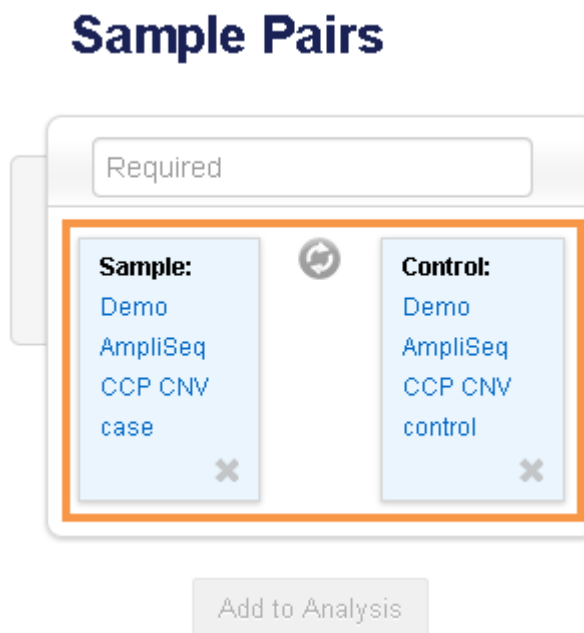 Sample Pairs
Required
Sample:
Demo
AmpliSeq
CCP CNV
case
Control:
Demo
AmpliSeq
CCP CNV
control
Add to Analysis